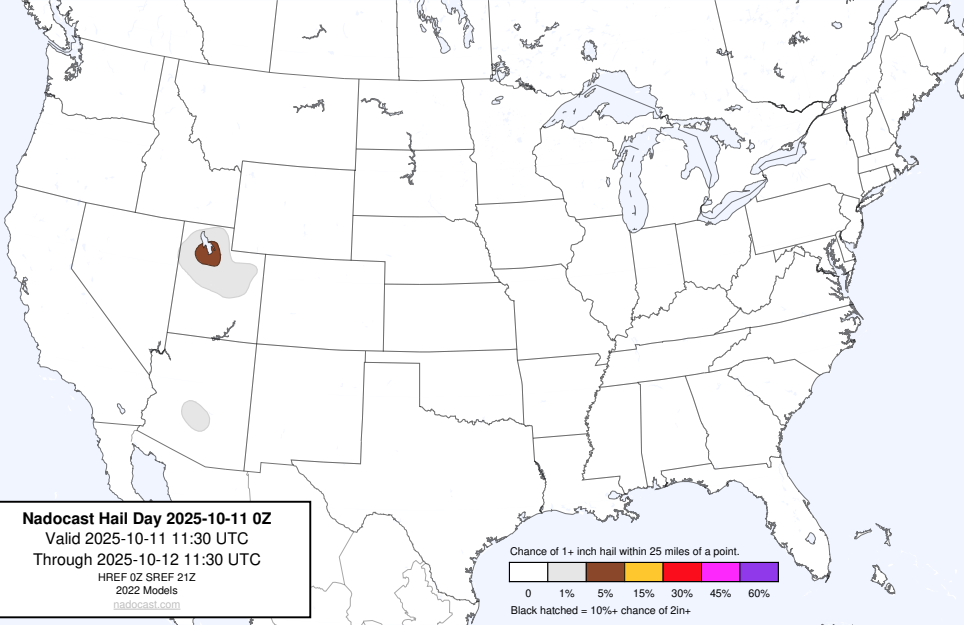 Nadocast Hail Day 2025-10-11 0Z
Valid 2025-10-11 11:30 UTC
Through 2025-10-12 11:30 UTC
HREF 0Z SREF 21Z
2022 Models
nadocast.com
Chance of 1+ inch hail within 25 miles of a point.
0 1% 5% 15% 30% 45% 60%
Black hatched = 10%+ chance of 2in+